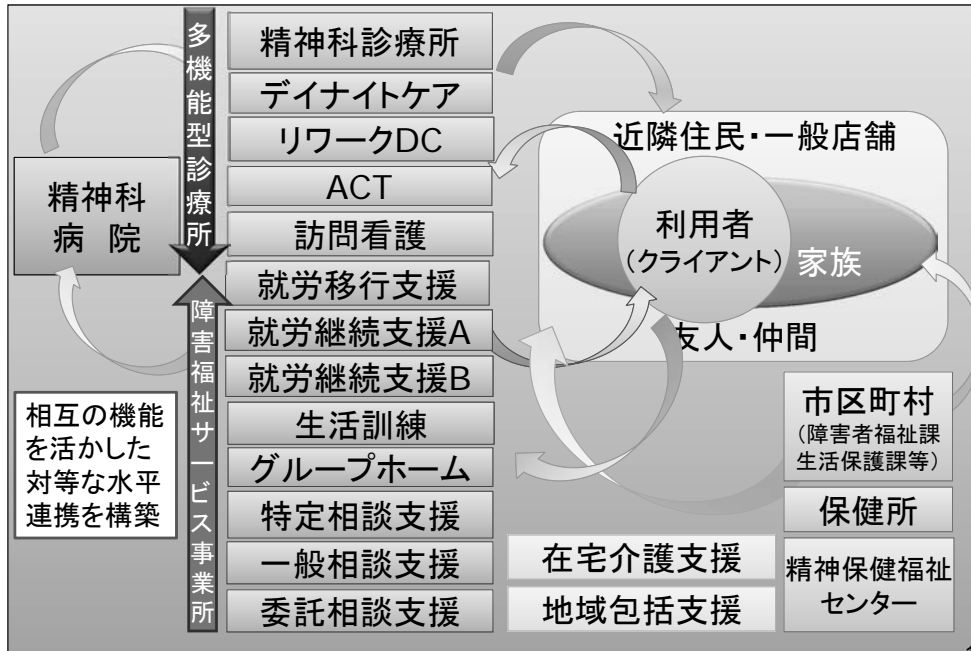 多機能型診療所
障害福祉サービス事業所
精神科
病 院
相互の機能
を活かした
対等な水平
連携を構築
精神科診療所
デイナイトケア
リワークDC
ACT
訪問看護
就労移行支援
就労継続支援A
就労継続支援B
生活訓練
グループホーム
特定相談支援
一般相談支援
委託相談支援
近隣住民・一般店舗
利用者
（クライアント）
家族
友人・仲間
市区町村
（障害者福祉課
生活保護課等）
保健所
精神保健福祉
センター
在宅介護支援
地域包括支援